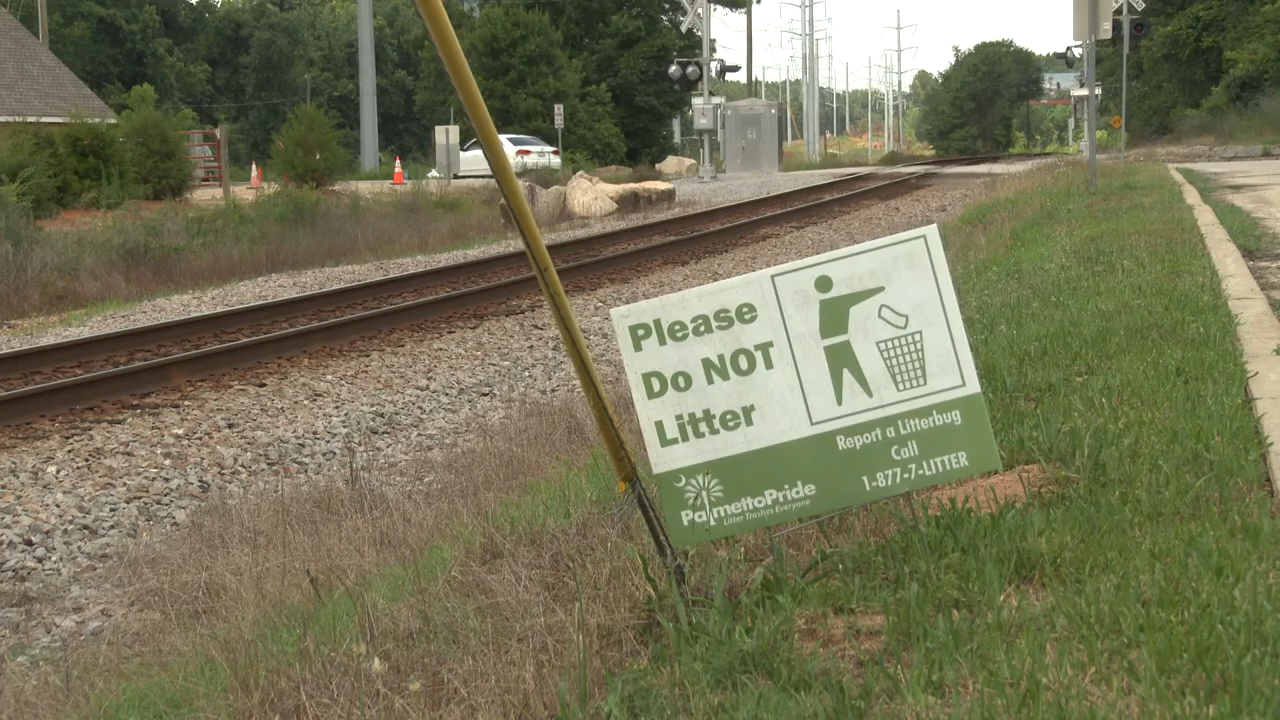 Please
Do NOT
Litter
Report a Litterbug
Call
1-877-7-LITTER
PalmettoPride
Litter Trashes Everyone